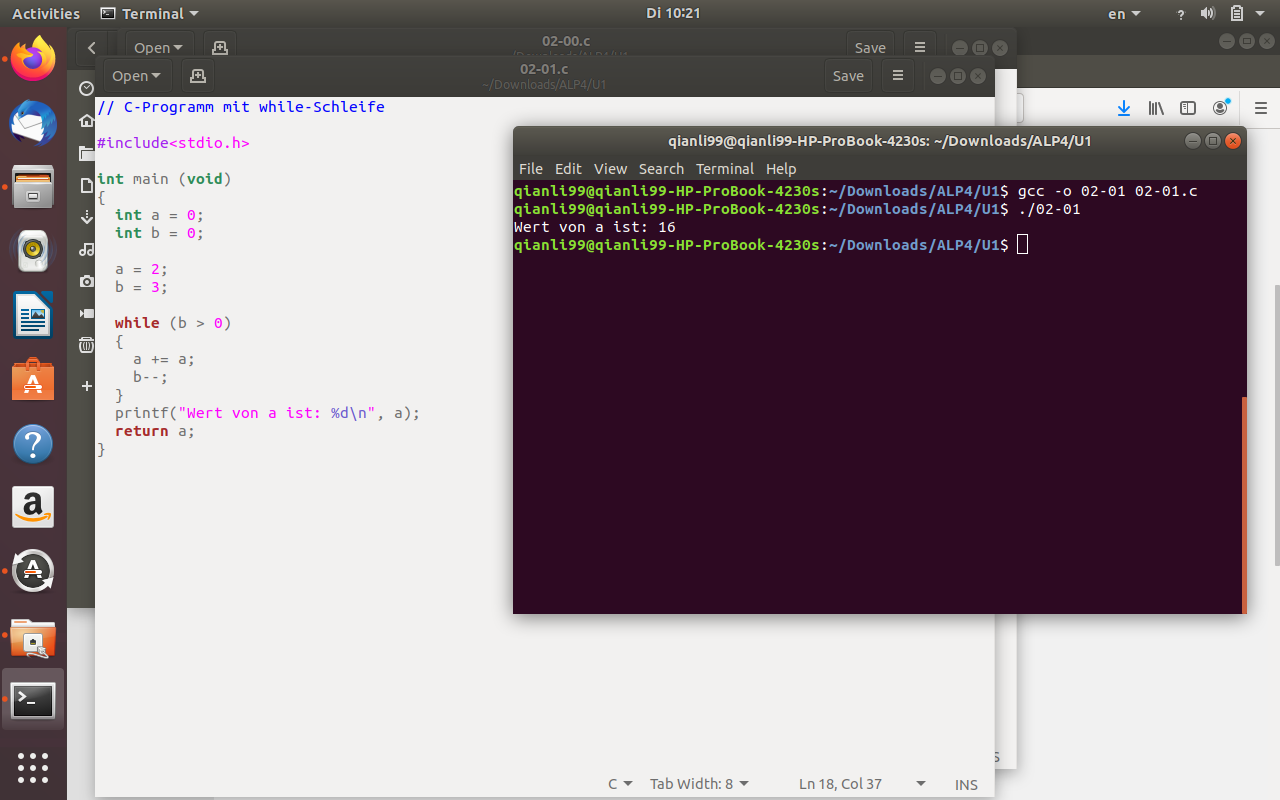 Activities Terminal Di 10:21 en ?
Open 02-00.c Save
~/Downloads/ALP4/U1
Open 02-01.c Save
~/Downloads/ALP4/U1
// C-Programm mit while-Schleife
#include<stdio.h>
int main (void)
{
int a = 0;
int b = 0;
a = 2;
b = 3;
while (b > 0)
{
a += a;
b--;
}
printf("Wert von a ist: %d\n", a);
return a;
}
C Tab Width: 8 Ln 18, Col 37 INS
qianli99@qianli99-HP-ProBook-4230s: ~/Downloads/ALP4/U1
File Edit View Search Terminal Help
qianli99@qianli99-HP-ProBook-4230s:~/Downloads/ALP4/U1$ gcc -o 02-01 02-01.c
qianli99@qianli99-HP-ProBook-4230s:~/Downloads/ALP4/U1$ ./02-01
Wert von a ist: 16
qianli99@qianli99-HP-ProBook-4230s:~/Downloads/ALP4/U1$